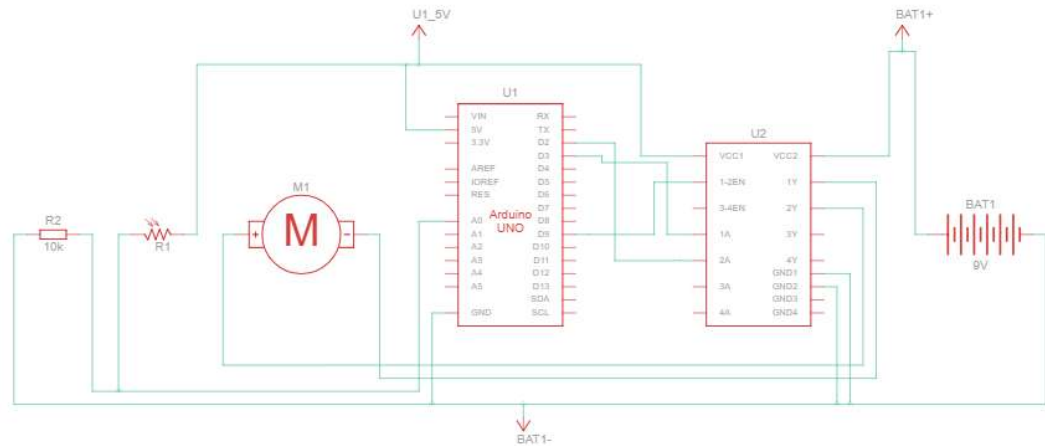 U1_5V
BAT1+
U1
VIN
5V
3.3V
AREF
IOREF
RES
A0
A1
A2
A3
A4
A5
GND
RX
TX
D2
D3
D4
D5
D6
D7
D8
D9
D10
D11
D12
D13
SDA
SCL
Arduino
UNO
U2
VCC1
1-2EN
3-4EN
1A
2A
3A
4A
VCC2
1Y
2Y
3Y
4Y
GND1
GND2
GND3
GND4
M1
+
M
-
R2
10k
R1
BAT1
9V
BAT1-